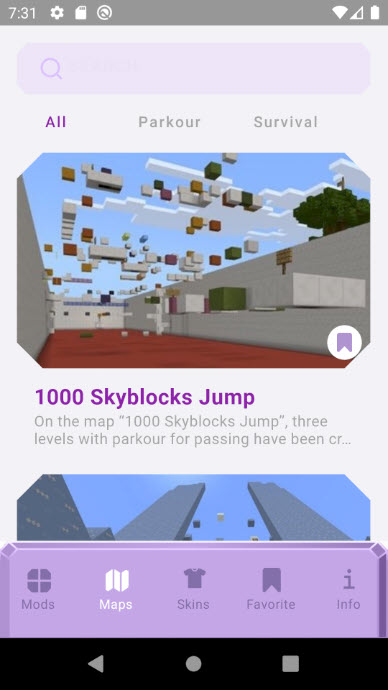 7:31
SEARCH
All Parkour Survival
1000 Skyblocks Jump
On the map “1000 Skyblocks Jump”, three
levels with parkour for passing have been cr...
Mods Maps Skins Favorite Info